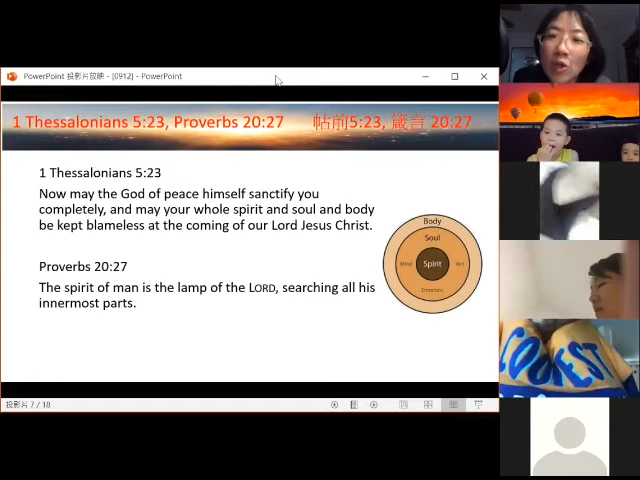 PowerPoint 投影片放映 - [0912] - PowerPoint
1 Thessalonians 5:23, Proverbs 20:27 帖前5:23, 箴言 20:27
1 Thessalonians 5:23
Now may the God of peace himself sanctify you
completely, and may your whole spirit and soul and body
be kept blameless at the coming of our Lord Jesus Christ.
Proverbs 20:27
The spirit of man is the lamp of the LORD, searching all his
innermost parts.
Body
Soul
Mind
Spirit
Will
Emotions
投影片 7 / 18
COOLEST